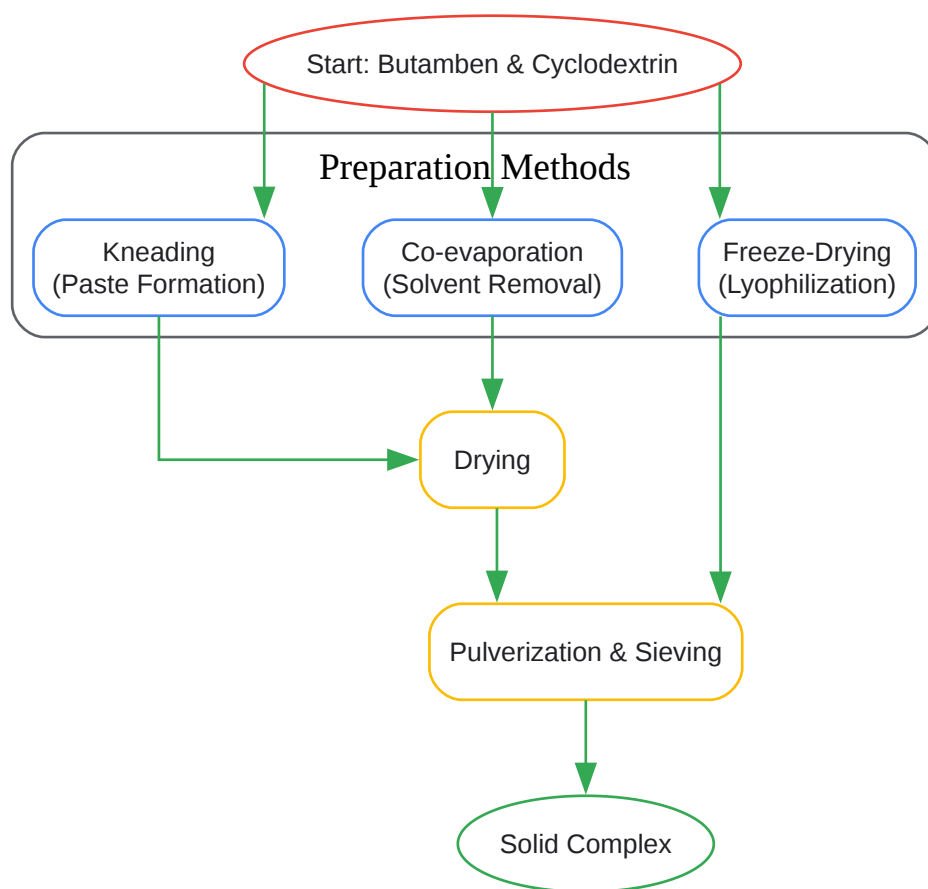 Start: Butamben & Cyclodextrin
Preparation Methods
Kneading
(Paste Formation)
Co-evaporation
(Solvent Removal)
Freeze-Drying
(Lyophilization)
Drying
Pulverization & Sieving
Solid Complex